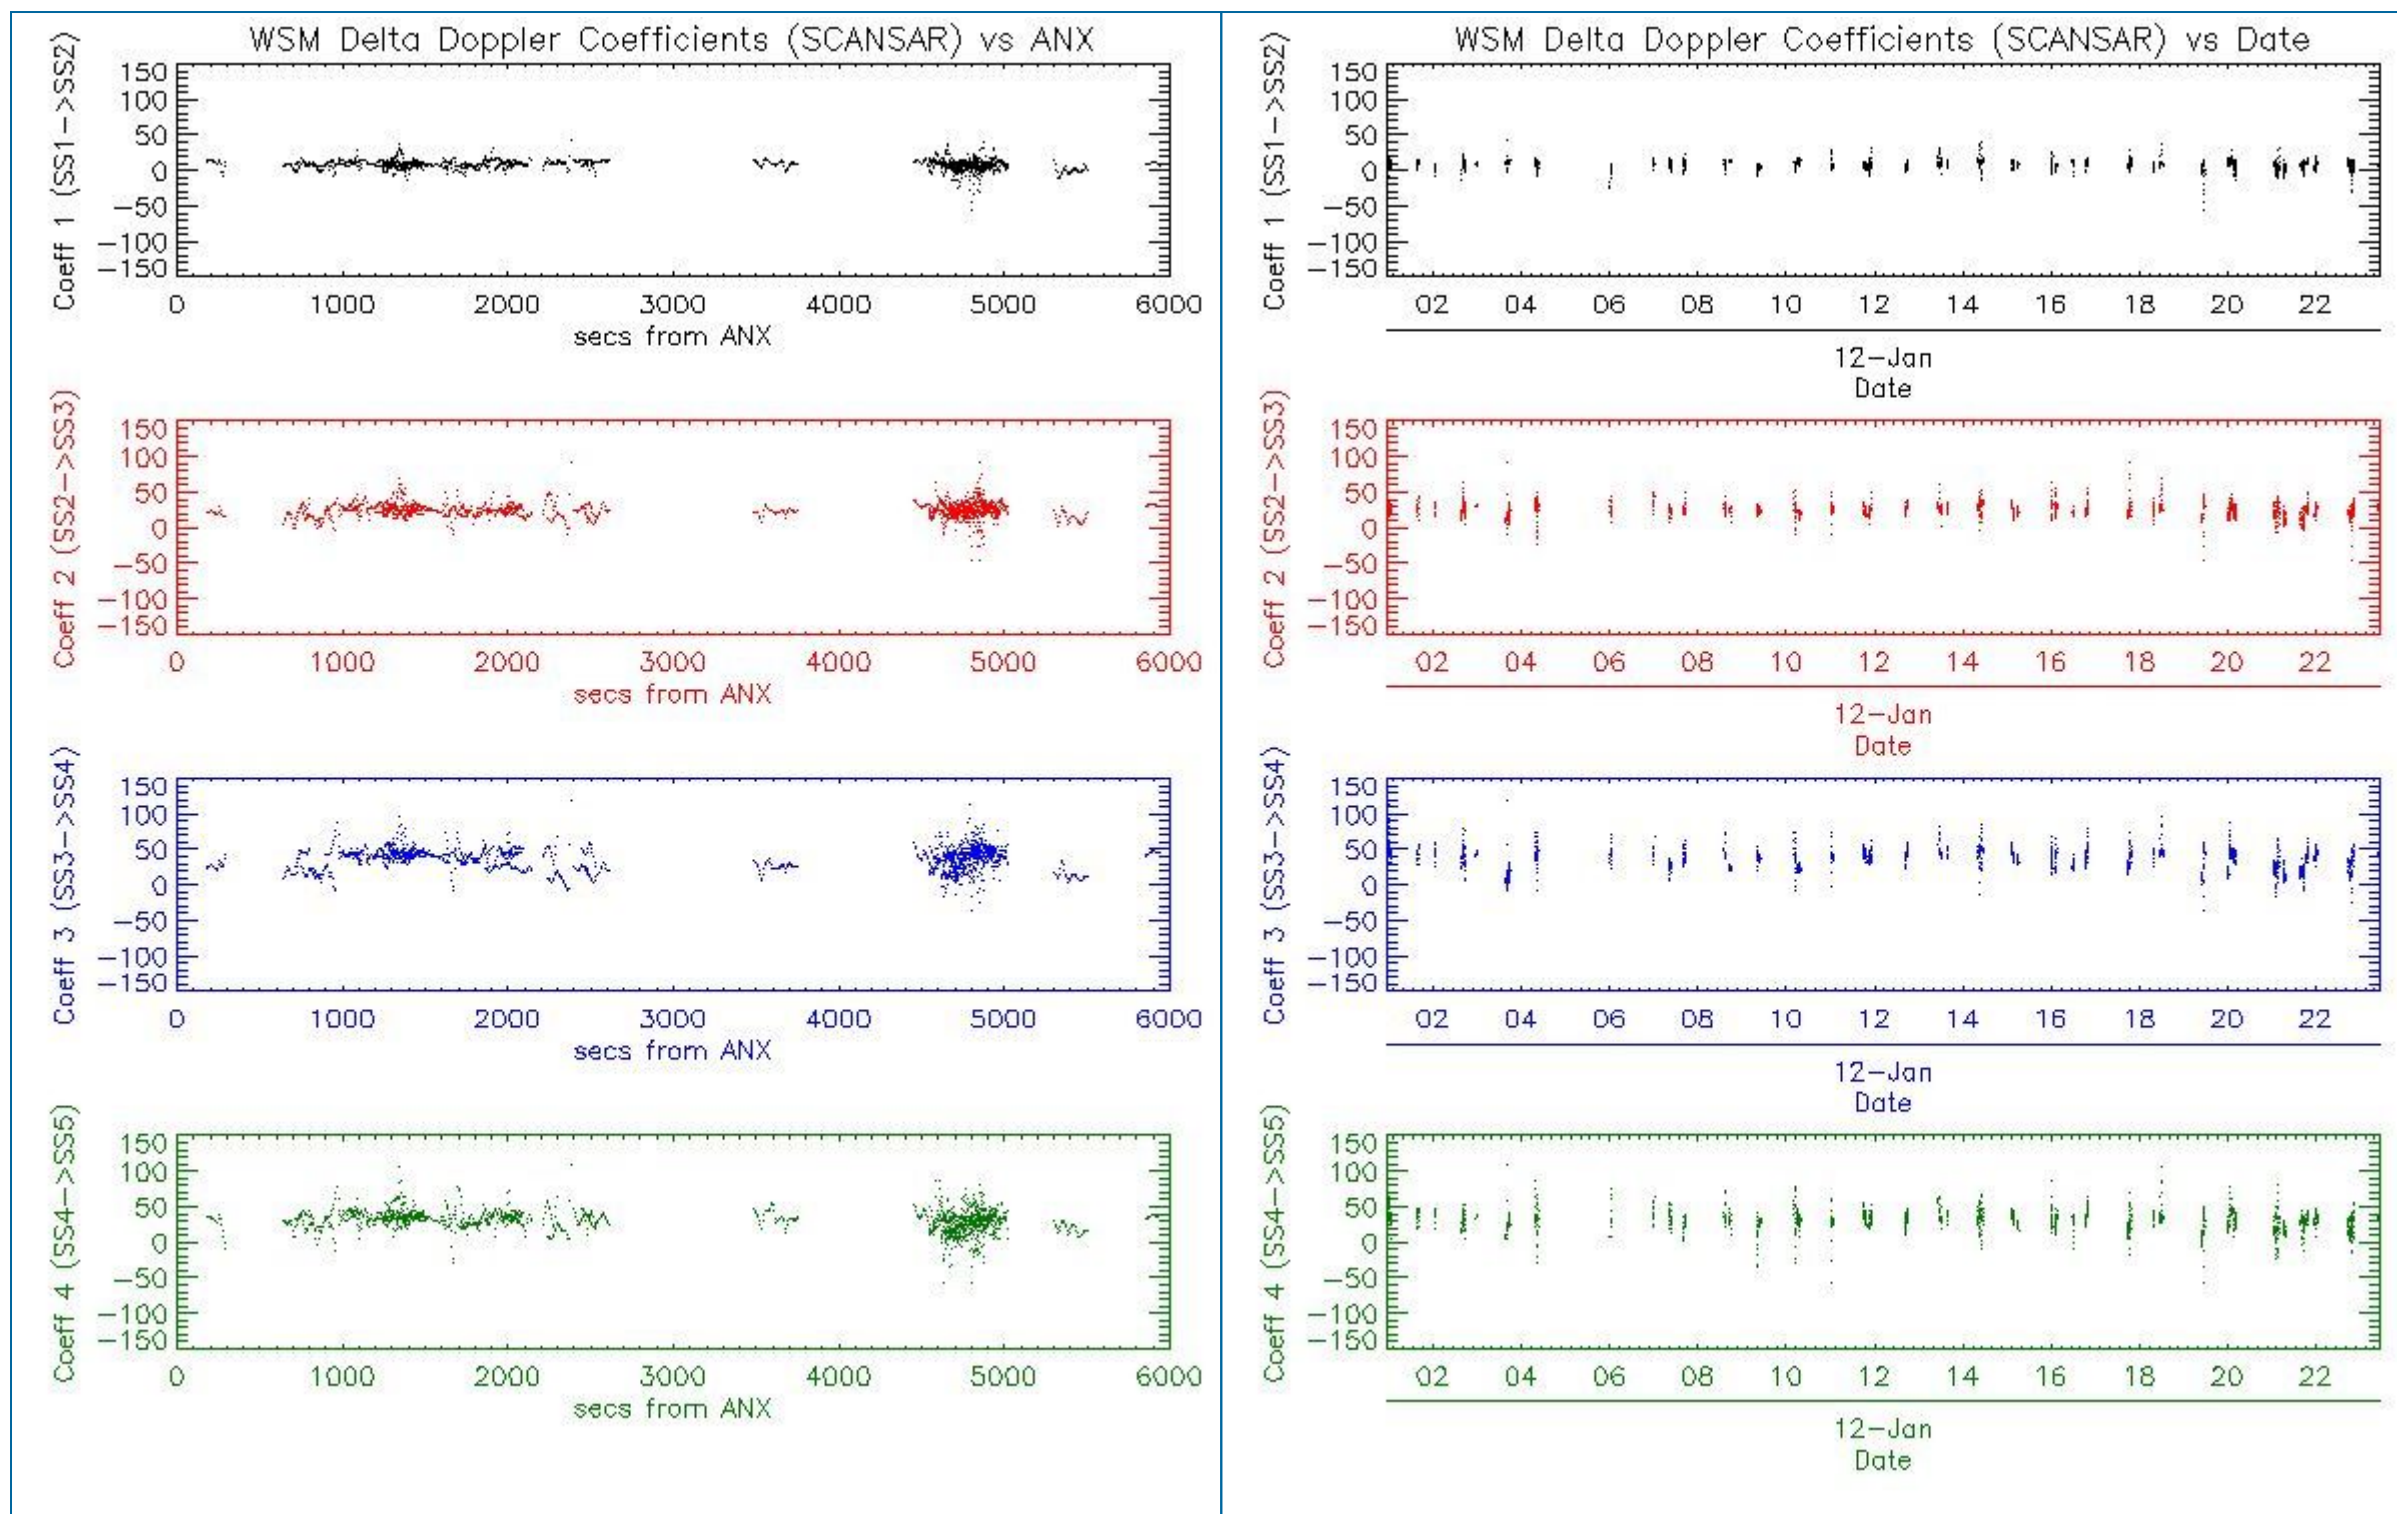 WSM Delta Doppler Coefficients (SCANSAR) vs ANX
Coeff 1 (SS1->SS2)
150
100
50
0
-50
-100
-150
0 1000 2000 3000 4000 5000 6000
secs from ANX
Coeff 2 (SS2->SS3)
150
100
50
0
-50
-100
-150
0 1000 2000 3000 4000 5000 6000
secs from ANX
Coeff 3 (SS3->SS4)
150
100
50
0
-50
-100
-150
0 1000 2000 3000 4000 5000 6000
secs from ANX
Coeff 4 (SS4->SS5)
150
100
50
0
-50
-100
-150
0 1000 2000 3000 4000 5000 6000
secs from ANX
WSM Delta Doppler Coefficients (SCANSAR) vs Date
Coeff 1 (SS1->SS2)
150
100
50
0
-50
-100
-150
02 04 06 08 10 12 14 16 18 20 22
12-Jan
Date
Coeff 2 (SS2->SS3)
150
100
50
0
-50
-100
-150
02 04 06 08 10 12 14 16 18 20 22
12-Jan
Date
Coeff 3 (SS3->SS4)
150
100
50
0
-50
-100
-150
02 04 06 08 10 12 14 16 18 20 22
12-Jan
Date
Coeff 4 (SS4->SS5)
150
100
50
0
-50
-100
-150
02 04 06 08 10 12 14 16 18 20 22
12-Jan
Date